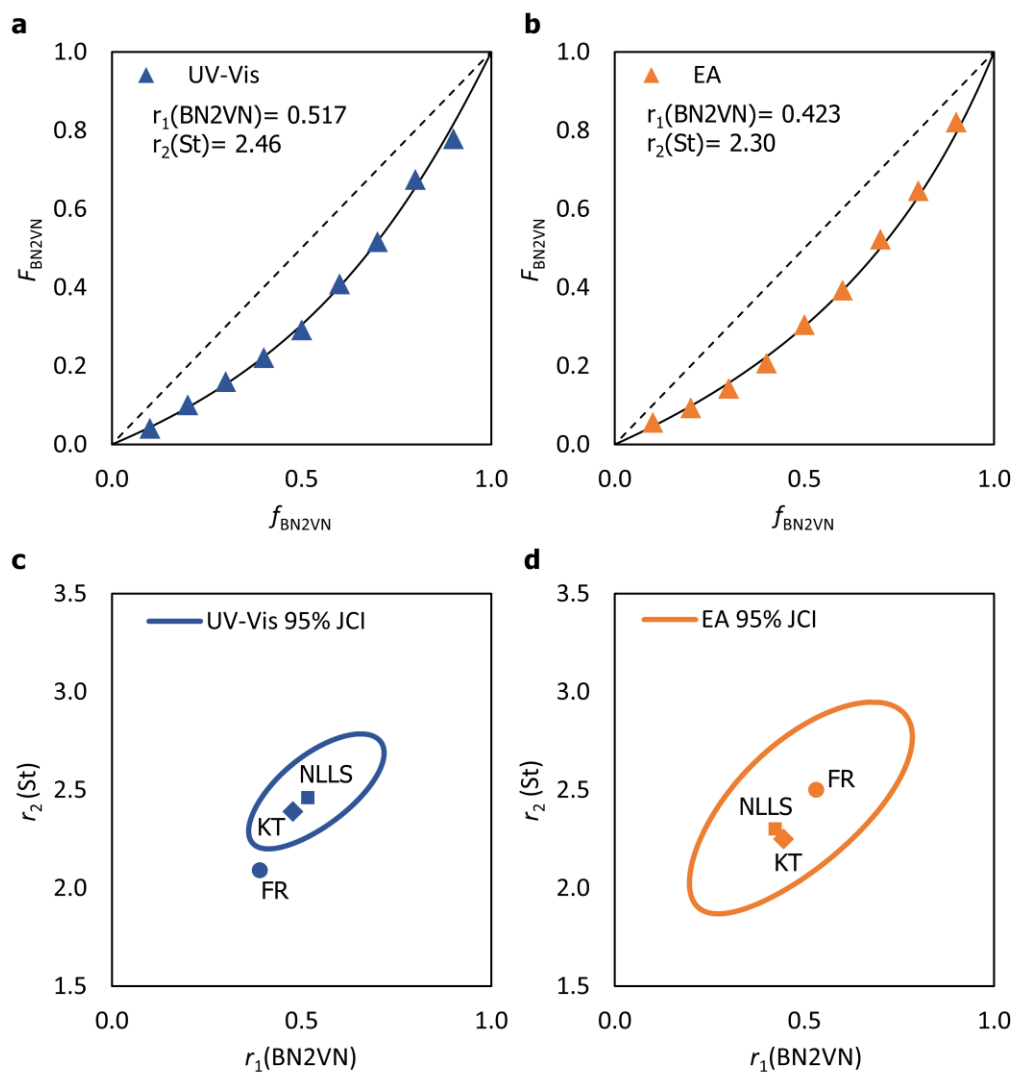 a
1.0
0.8
0.6
0.4
0.2
0.0
F_BN2VN
UV-Vis
r₁(BN2VN)= 0.517
r₂(St)= 2.46
0.0 0.5 1.0
f_BN2VN
b
1.0
0.8
0.6
0.4
0.2
0.0
F_BN2VN
EA
r₁(BN2VN)= 0.423
r₂(St)= 2.30
0.0 0.5 1.0
f_BN2VN
c
3.5
3.0
2.5
2.0
1.5
r₂ (St)
UV-Vis 95% JCI
NLLS
KT
FR
0.0 0.5 1.0
r₁(BN2VN)
d
3.5
3.0
2.5
2.0
1.5
r₂ (St)
EA 95% JCI
FR
NLLS
KT
0.0 0.5 1.0
r₁(BN2VN)